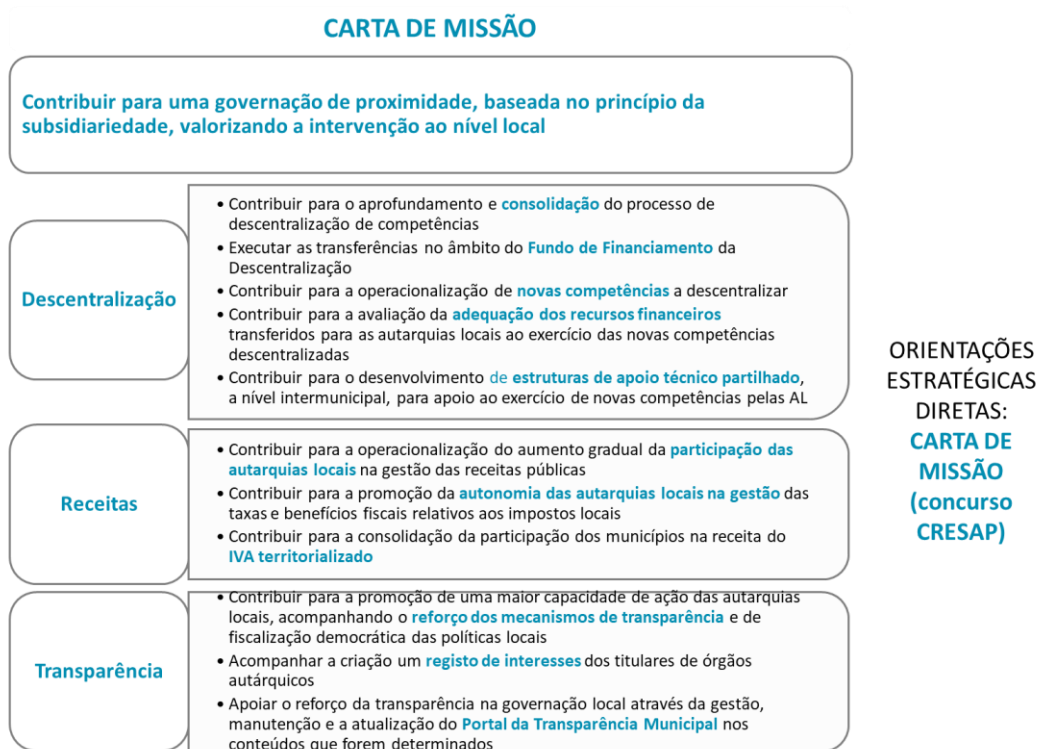 CARTA DE MISSÃO
Contribuir para uma governação de proximidade, baseada no princípio da
subsidiariedade, valorizando a intervenção ao nível local
Descentralização
• Contribuir para o aprofundamento e consolidação do processo de
descentralização de competências
• Executar as transferências no âmbito do Fundo de Financiamento da
Descentralização
• Contribuir para a operacionalização de novas competências a descentralizar
• Contribuir para a avaliação da adequação dos recursos financeiros
transferidos para as autarquias locais ao exercício das novas competências
descentralizadas
• Contribuir para o desenvolvimento de estruturas de apoio técnico partilhado,
a nível intermunicipal, para apoio ao exercício de novas competências pelas AL
Receitas
• Contribuir para a operacionalização do aumento gradual da participação das
autarquias locais na gestão das receitas públicas
• Contribuir para a promoção da autonomia das autarquias locais na gestão das
taxas e benefícios fiscais relativos aos impostos locais
• Contribuir para a consolidação da participação dos municípios na receita do
IVA territorializado
Transparência
• Contribuir para a promoção de uma maior capacidade de ação das autarquias
locais, acompanhando o reforço dos mecanismos de transparência e de
fiscalização democrática das políticas locais
• Acompanhar a criação um registo de interesses dos titulares de órgãos
autárquicos
• Apoiar o reforço da transparência na governação local através da gestão,
manutenção e a atualização do Portal da Transparência Municipal nos
conteúdos que forem determinados
ORIENTAÇÕES
ESTRATÉGICAS
DIRETAS:
CARTA DE
MISSÃO
(concurso
CRESAP)